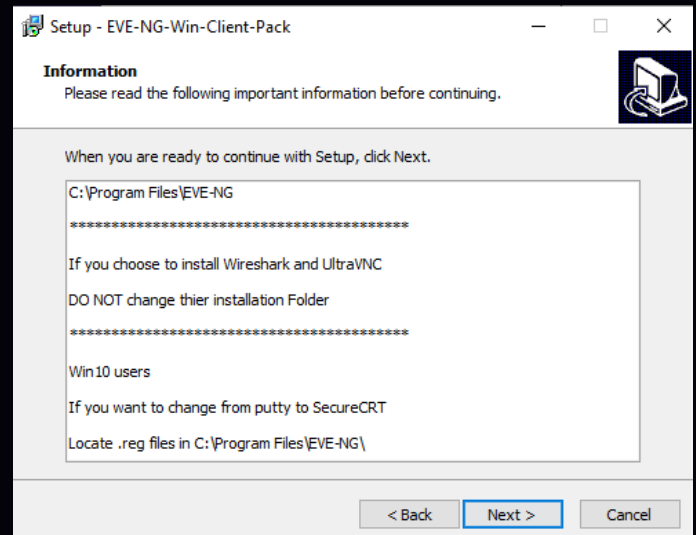 Setup - EVE-NG-Win-Client-Pack
Information
Please read the following important information before continuing.
When you are ready to continue with Setup, click Next.
C:\Program Files\EVE-NG
*****************************************
If you choose to install Wireshark and UltraVNC
DO NOT change thier installation Folder
*****************************************
Win10 users
If you want to change from putty to SecureCRT
Locate .reg files in C:\Program Files\EVE-NG\
< Back
Next >
Cancel